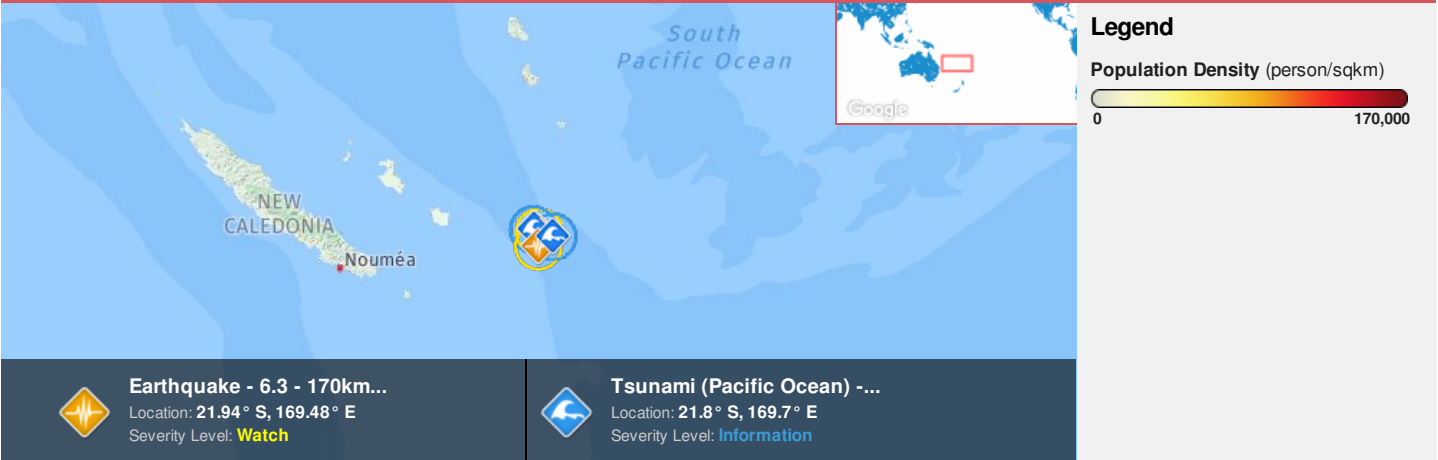 South
Pacific Ocean
Google
NEW
CALEDONIA
Nouméa
Legend
Population Density (person/sqkm)
0 170,000
Earthquake - 6.3 - 170km...
Location: 21.94° S, 169.48° E
Severity Level: Watch
Tsunami (Pacific Ocean) -...
Location: 21.8° S, 169.7° E
Severity Level: Information